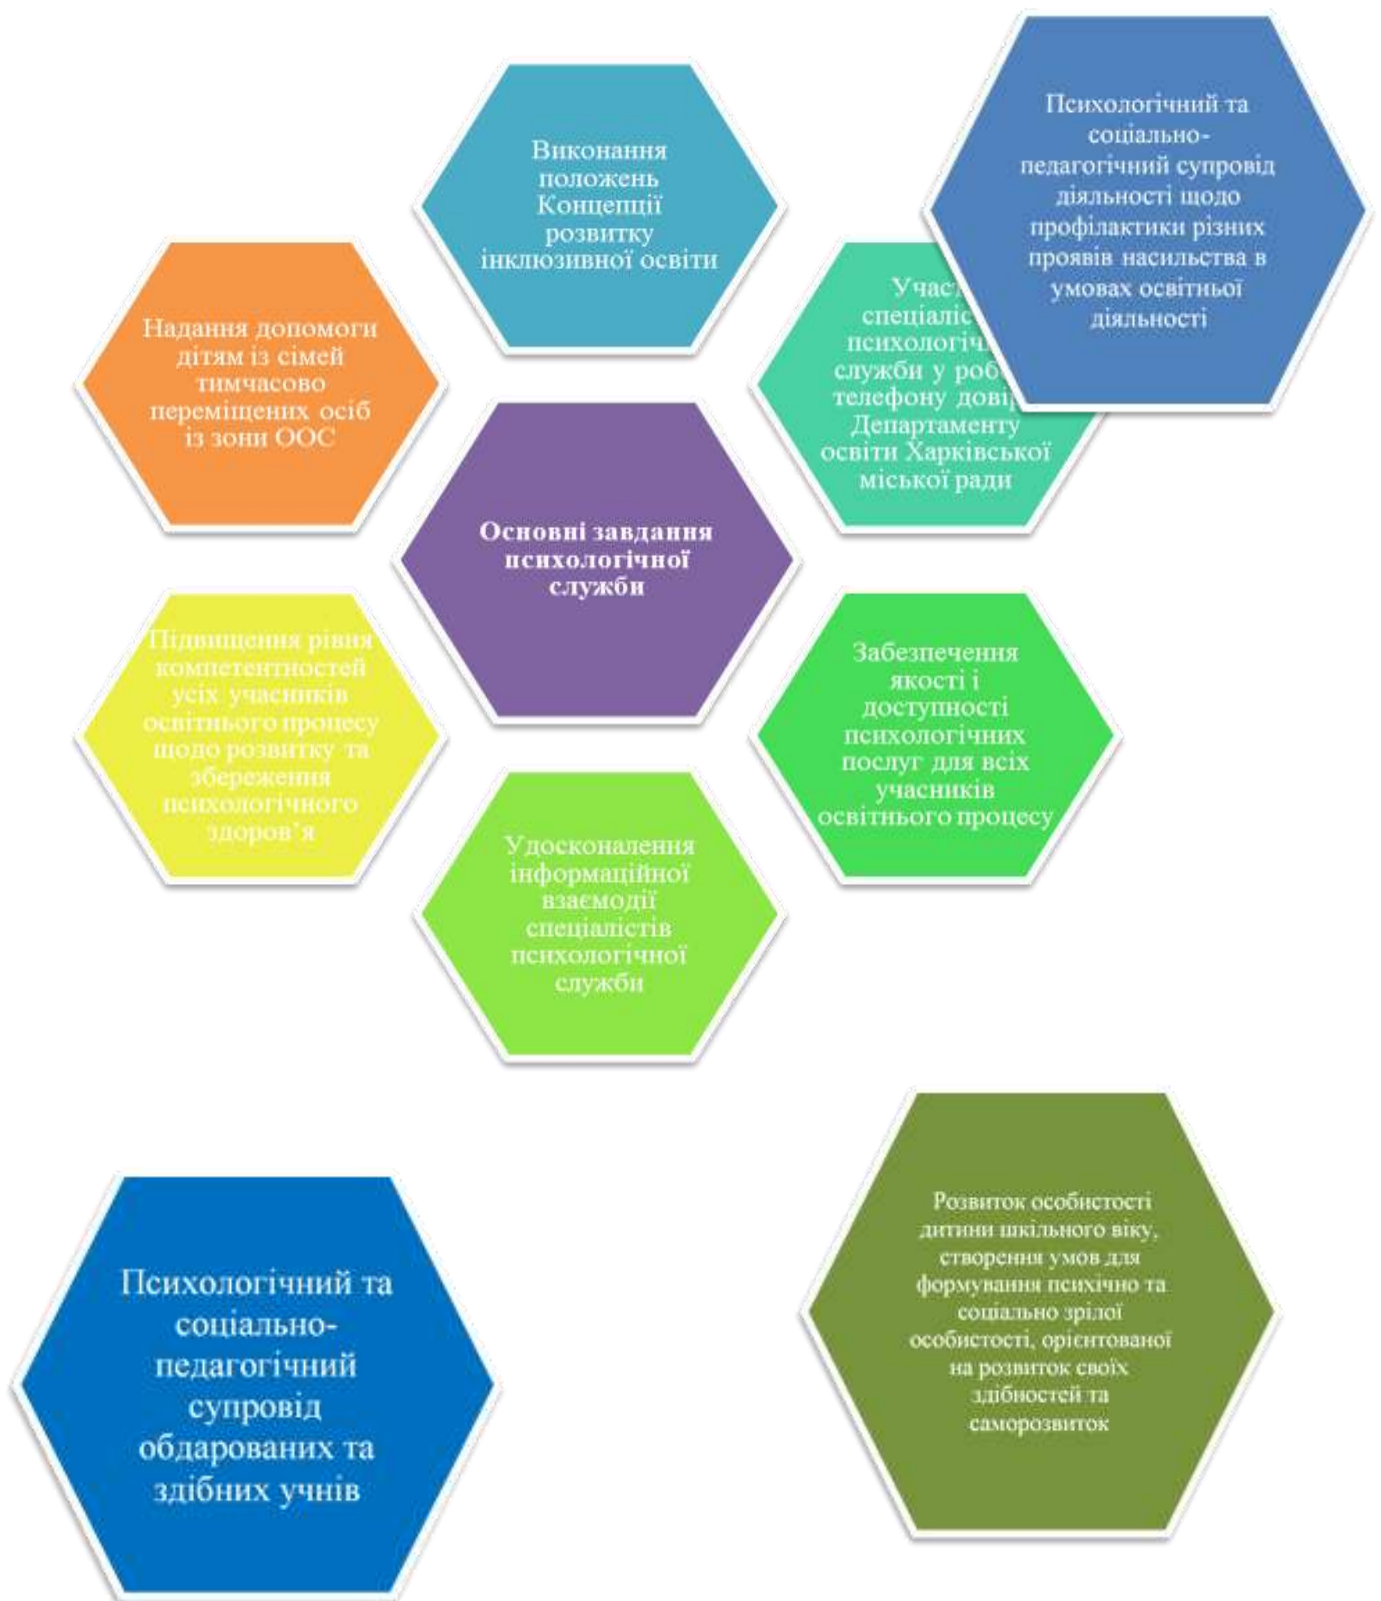 Психологічний та
соціально-
педагогічний супровід
діяльності щодо
профілактики різних
проявів насильства в
умовах освітньої
діяльності
Виконання
положень
Концепції
розвитку
інклюзивної освіти
Надання допомоги
дітям із сімей
тимчасово
переміщених осіб
із зони ООС
служби у
телефону
Департаменту
освіти Харківської
міської ради
Основні завдання
психологічної
служби
Підвищення рівня
компетентностей
усіх учасників
освітнього процесу
щодо розвитку та
збереження
психологічного
здоров’я
Забезпечення
якості і
доступності
психологічних
послуг для всіх
учасників
освітнього процесу
Удосконалення
інформаційної
взаємодії
спеціалістів
психологічної
служби
Психологічний та
соціально-
педагогічний
супровід
обдарованих та
здібних учнів
Розвиток особистості
дитини шкільного віку,
створення умов для
формування психічно та
соціально зрілої
особистості, орієнтованої
на розвиток своїх
здібностей та
саморозвиток